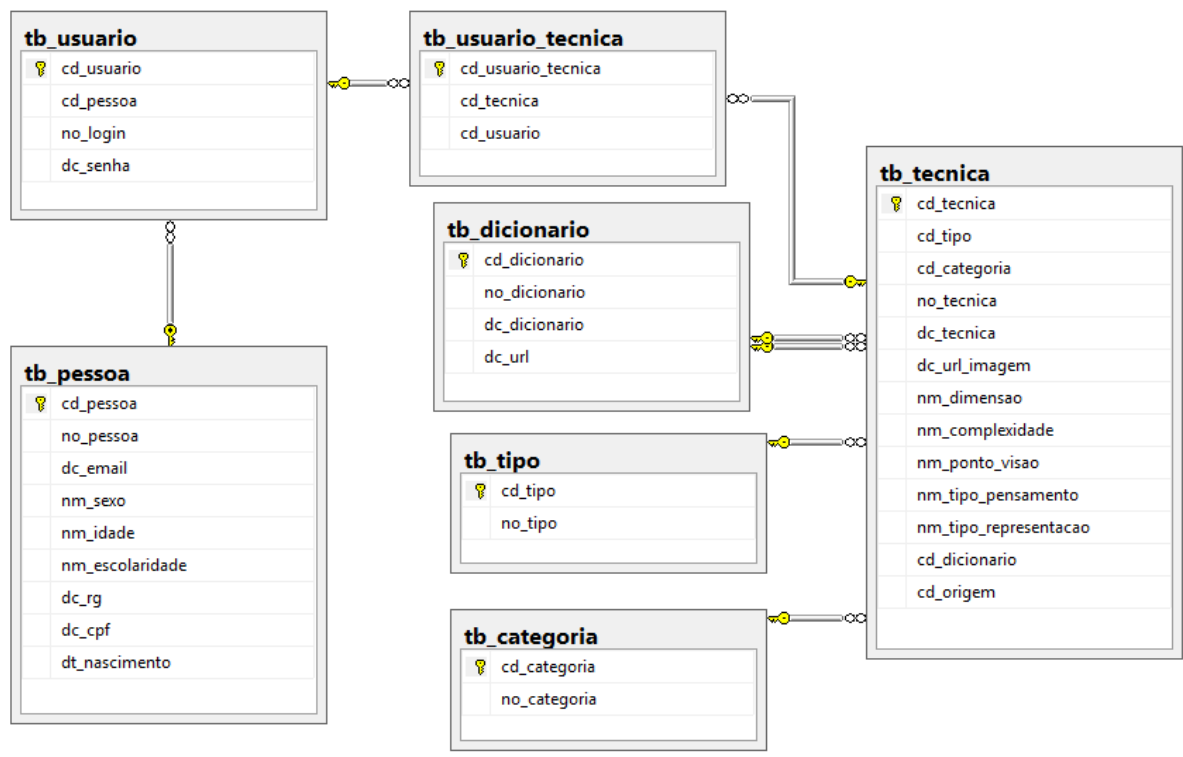 tb_usuario
cd_usuario
cd_pessoa
no_login
dc_senha
tb_usuario_tecnica
cd_usuario_tecnica
cd_tecnica
cd_usuario
tb_tecnica
cd_tecnica
cd_tipo
cd_categoria
no_tecnica
dc_tecnica
dc_url_imagem
nm_dimensao
nm_complexidade
nm_ponto_visao
nm_tipo_pensamento
nm_tipo_representacao
cd_dicionario
cd_origem
tb_dicionario
cd_dicionario
no_dicionario
dc_dicionario
dc_url
tb_pessoa
cd_pessoa
no_pessoa
dc_email
nm_sexo
nm_idade
nm_escolaridade
dc_rg
dc_cpf
dt_nascimento
tb_tipo
cd_tipo
no_tipo
tb_categoria
cd_categoria
no_categoria